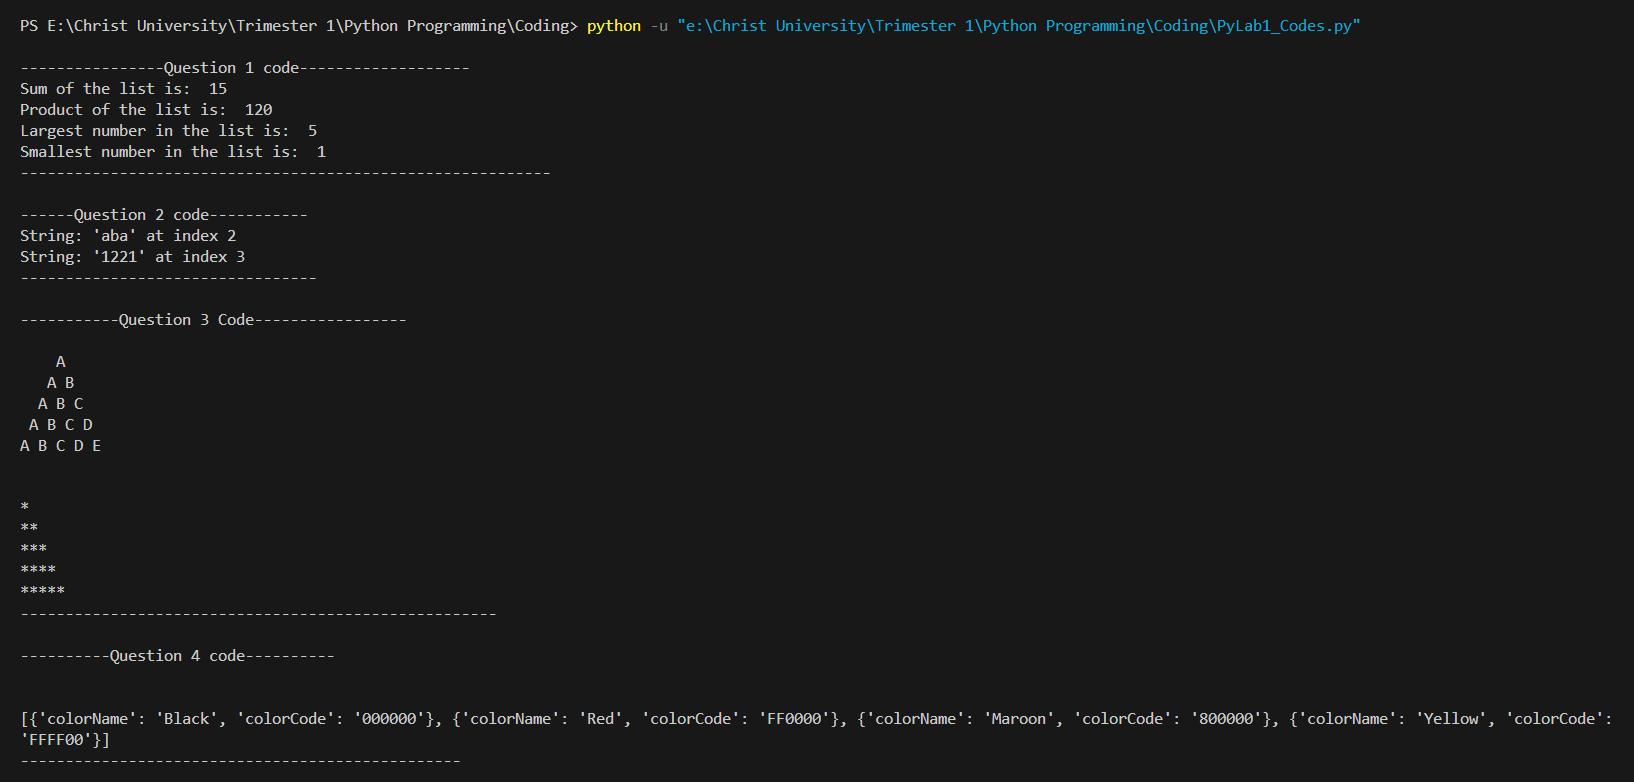 PS E:\Christ University\Trimester 1\Python Programming\Coding> python -u "e:\Christ University\Trimester 1\Python Programming\Coding\PyLab1_Codes.py"

----------------Question 1 code-------------------
Sum of the list is:  15
Product of the list is:  120
Largest number in the list is:  5
Smallest number in the list is:  1
-----------------------------------------------------------

------Question 2 code-----------
String: 'aba' at index 2
String: '1221' at index 3
---------------------------------

-----------Question 3 Code-----------------

    A
   A B
  A B C
 A B C D
A B C D E


*
**
***
****
*****
-----------------------------------------------------

----------Question 4 code----------


[{'colorName': 'Black', 'colorCode': '000000'}, {'colorName': 'Red', 'colorCode': 'FF0000'}, {'colorName': 'Maroon', 'colorCode': '800000'}, {'colorName': 'Yellow', 'colorCode':
'FFFF00'}]
-------------------------------------------------